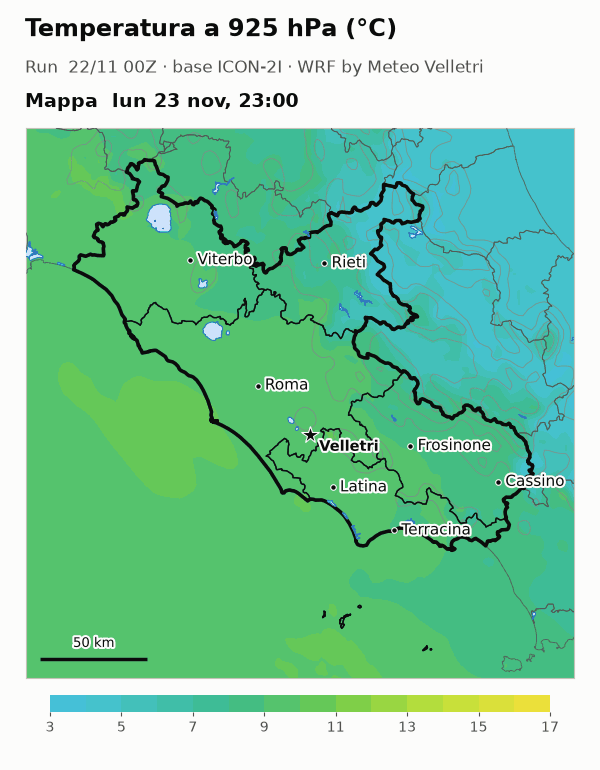 Temperatura a 925 hPa (°C)
Run  22/11 00Z · base ICON-2I · WRF by Meteo Velletri
Mappa  lun 23 nov, 23:00
Viterbo
Rieti
Roma
Velletri
Frosinone
Latina
Cassino
Terracina
50 km
3 5 7 9 11 13 15 17